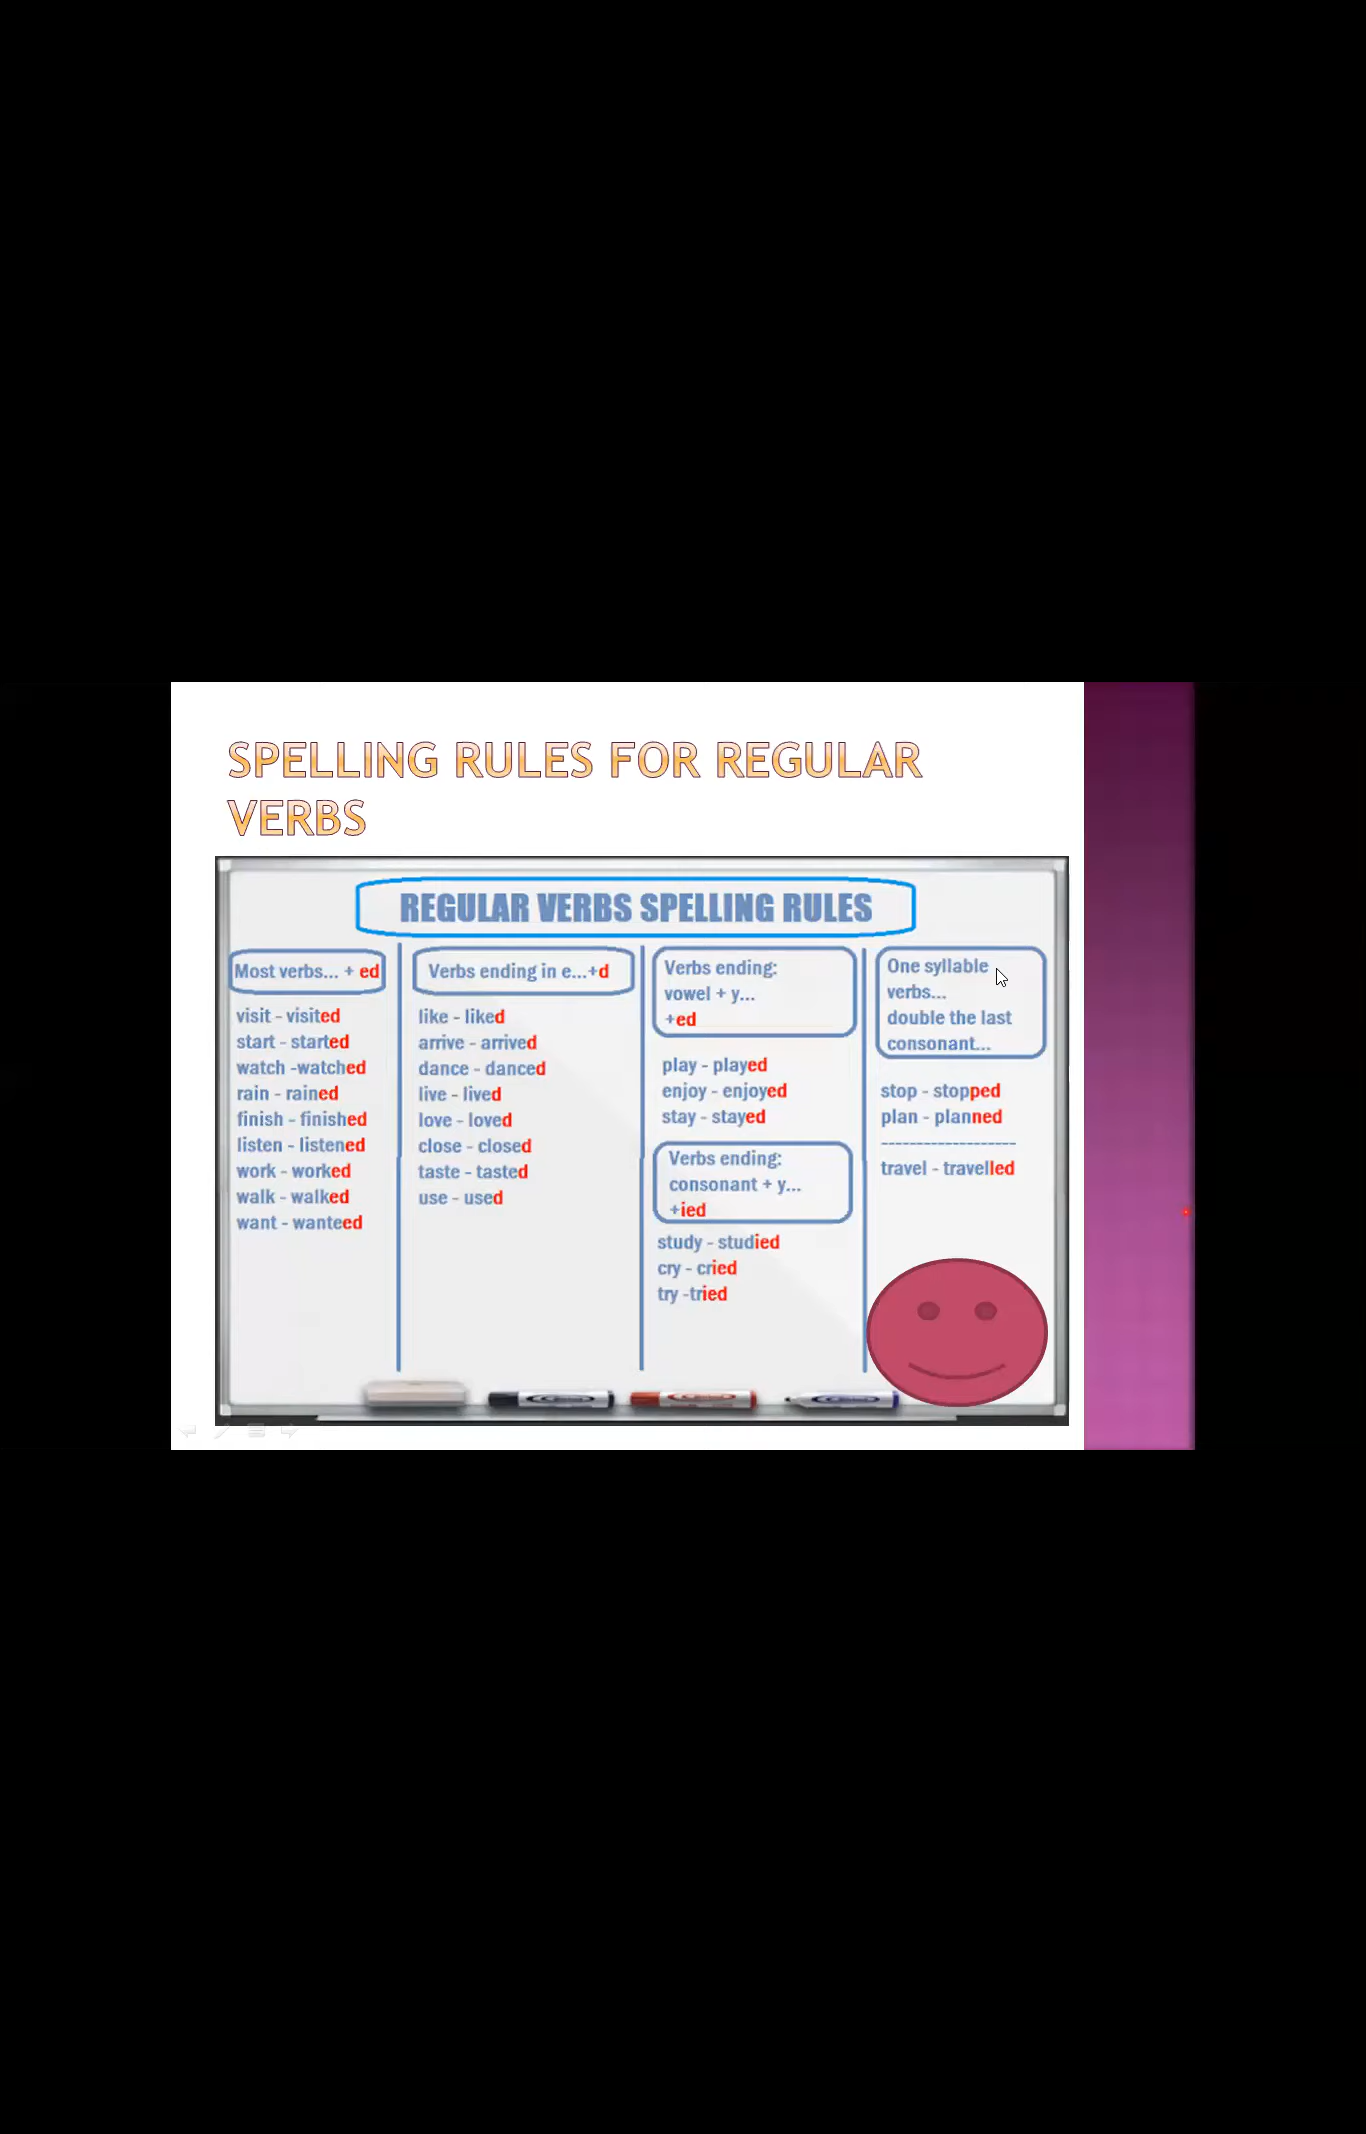 SPELLING RULES FOR REGULAR
VERBS
REGULAR VERBS SPELLING RULES
Most verbs... + ed
visit - visited
start - started
watch -watched
rain - rained
finish - finished
listen - listened
work - worked
walk - walked
want - wanteed
Verbs ending in e...+d
like - liked
arrive - arrived
dance - danced
live - lived
love - loved
close - closed
taste - tasted
use - used
Verbs ending:
vowel + y...
+ed
play - played
enjoy - enjoyed
stay - stayed
Verbs ending:
consonant + y...
+ied
study - studied
cry - cried
try -tried
One syllable
verbs...
double the last
consonant...
stop - stopped
plan - planned
-------------------
travel - travelled